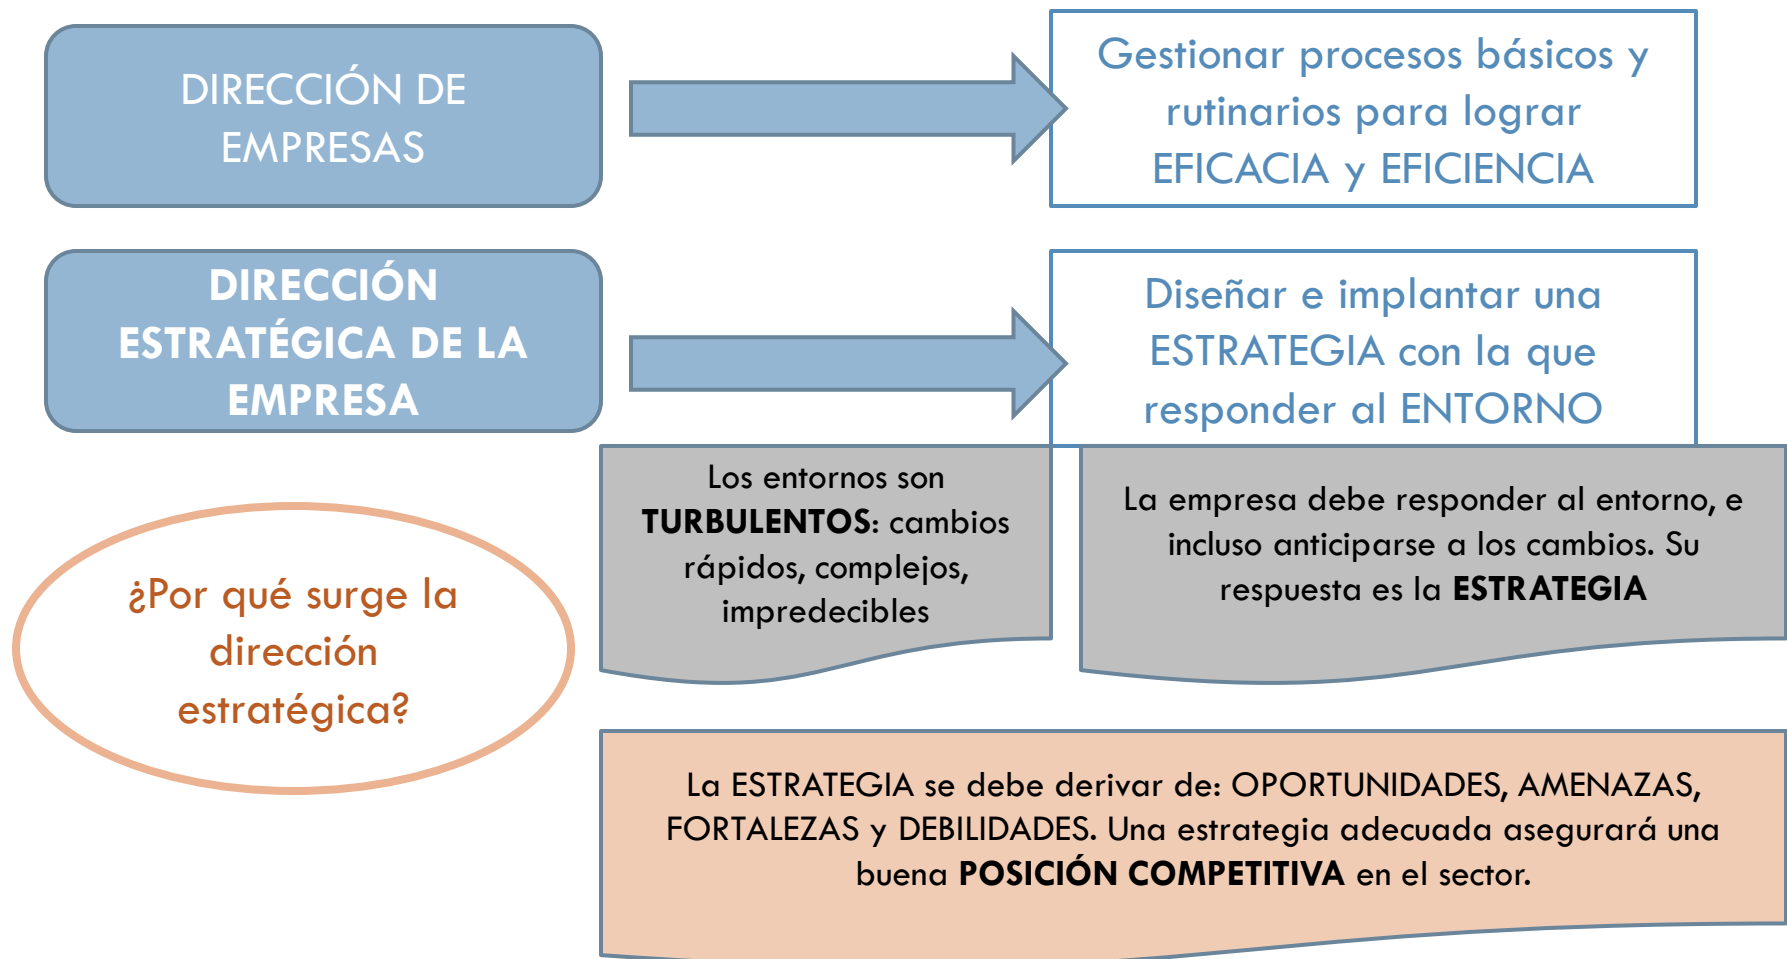 DIRECCIÓN DE
EMPRESAS
Gestionar procesos básicos y
rutinarios para lograr
EFICACIA y EFICIENCIA
DIRECCIÓN
ESTRATÉGICA DE LA
EMPRESA
Diseñar e implantar una
ESTRATEGIA con la que
responder al ENTORNO
¿Por qué surge la
dirección
estratégica?
Los entornos son
TURBULENTOS: cambios
rápidos, complejos,
impredecibles
La empresa debe responder al entorno, e
incluso anticiparse a los cambios. Su
respuesta es la ESTRATEGIA
La ESTRATEGIA se debe derivar de: OPORTUNIDADES, AMENAZAS,
FORTALEZAS y DEBILIDADES. Una estrategia adecuada asegurará una
buena POSICIÓN COMPETITIVA en el sector.